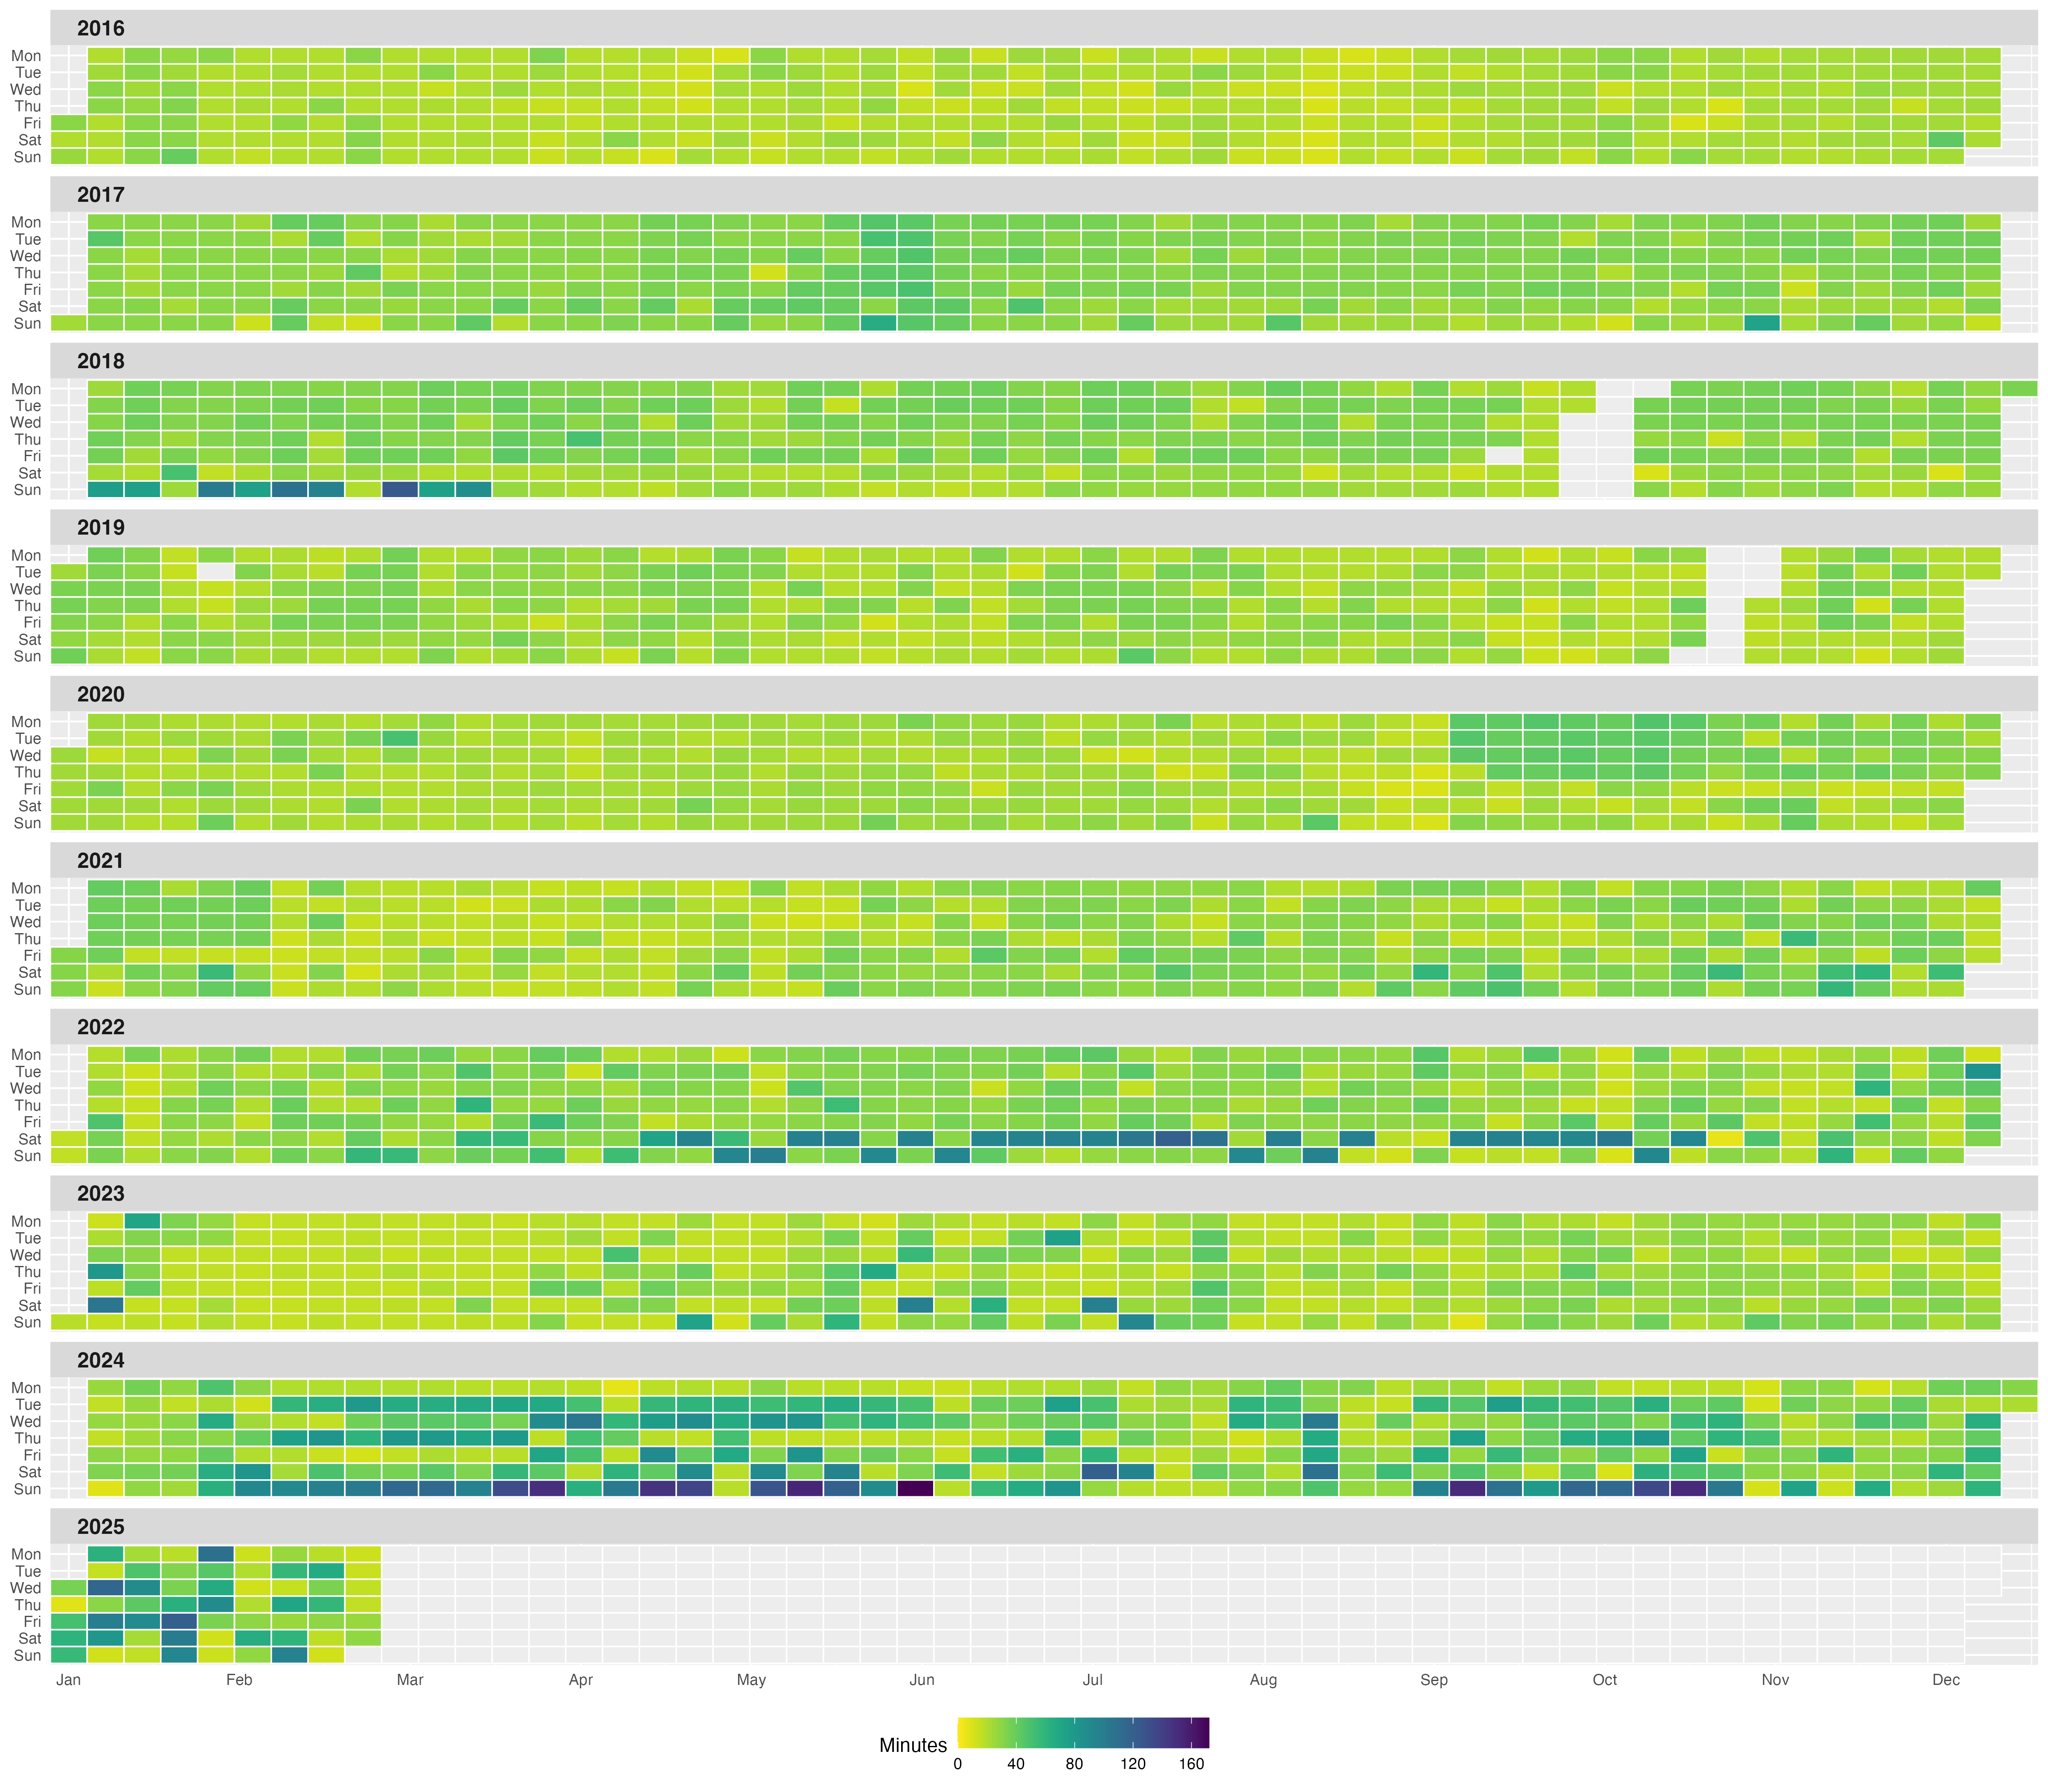 2016
Mon
Tue
Wed
Thu
Fri
Sat
Sun
2017
Mon
Tue
Wed
Thu
Fri
Sat
Sun
2018
Mon
Tue
Wed
Thu
Fri
Sat
Sun
2019
Mon
Tue
Wed
Thu
Fri
Sat
Sun
2020
Mon
Tue
Wed
Thu
Fri
Sat
Sun
2021
Mon
Tue
Wed
Thu
Fri
Sat
Sun
2022
Mon
Tue
Wed
Thu
Fri
Sat
Sun
2023
Mon
Tue
Wed
Thu
Fri
Sat
Sun
2024
Mon
Tue
Wed
Thu
Fri
Sat
Sun
2025
Mon
Tue
Wed
Thu
Fri
Sat
Sun
Jan Feb Mar Apr May Jun Jul Aug Sep Oct Nov Dec
Minutes
0 40 80 120 160